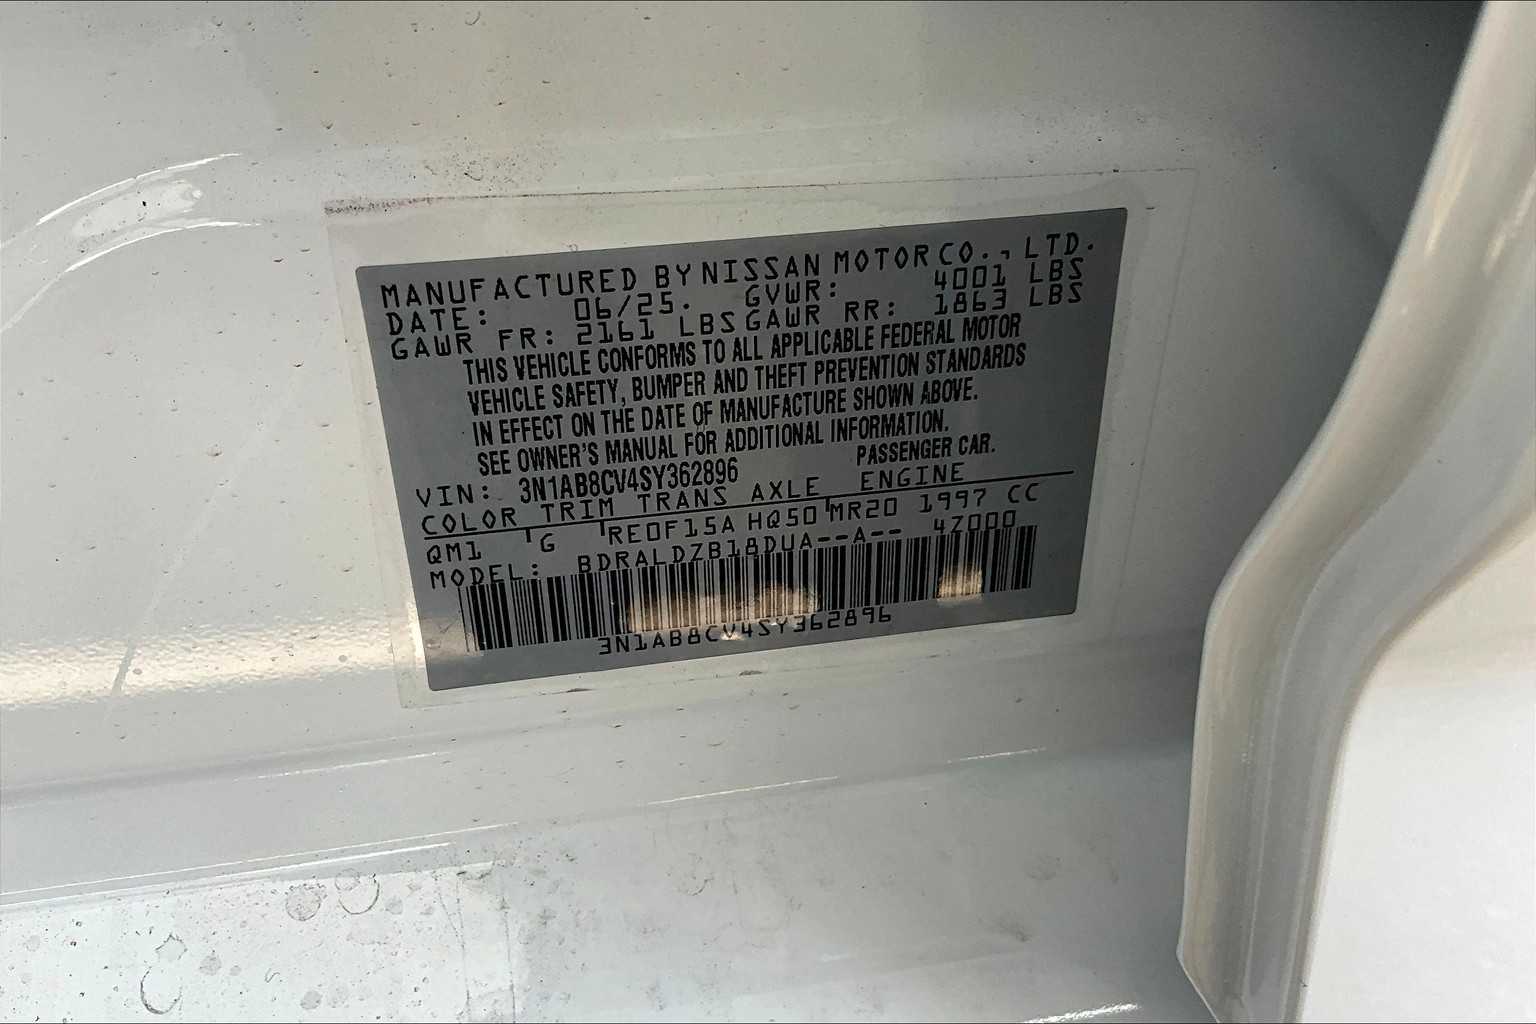 MANUFACTURED BY NISSAN MOTOR CO., LTD.
DATE: 06/25. GVWR: 4001 LBS
GAWR FR: 2161 LBS GAWR RR: 1863 LBS
THIS VEHICLE CONFORMS TO ALL APPLICABLE FEDERAL MOTOR
VEHICLE SAFETY, BUMPER AND THEFT PREVENTION STANDARDS
IN EFFECT ON THE DATE OF MANUFACTURE SHOWN ABOVE.
SEE OWNER'S MANUAL FOR ADDITIONAL INFORMATION.
VIN: 3N1AB8CV4SY362896 PASSENGER CAR.
COLOR TRIM TRANS AXLE ENGINE
QM1 G RE0F15A HQ50 MR20 1997 CC
MODEL: BDRALDZB18DUA--A-- 4Z000
3N1AB8CV4SY362896